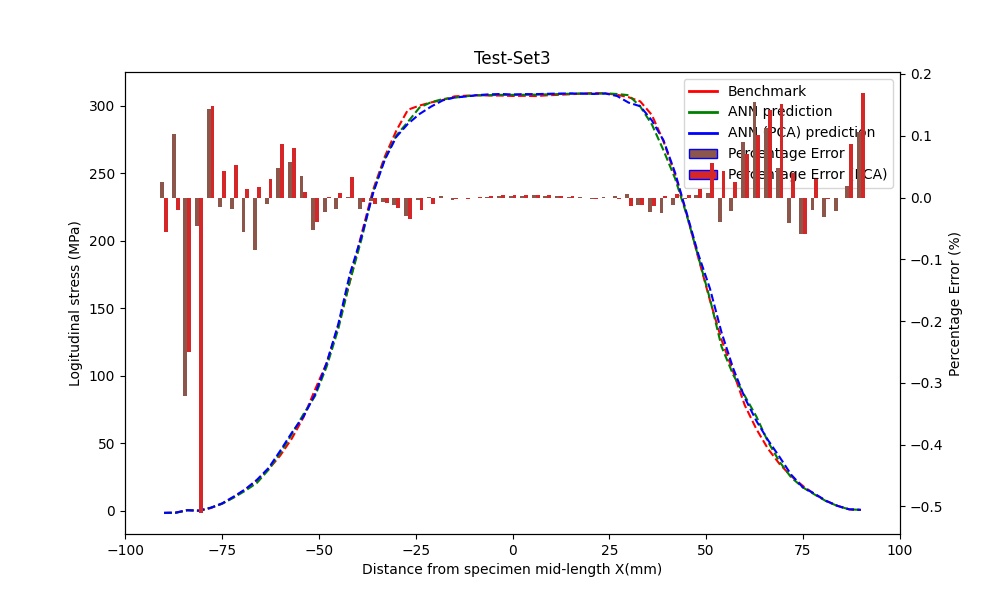 Test-Set3
Benchmark
ANN prediction
ANN (PCA) prediction
Percentage Error
Percentage Error (PCA)
300
250
200
150
100
50
0
Logitudinal stress (MPa)
0.2
0.1
0.0
−0.1
−0.2
−0.3
−0.4
−0.5
Percentage Error (%)
−100
−75
−50
−25
0
25
50
75
100
Distance from specimen mid-length X(mm)